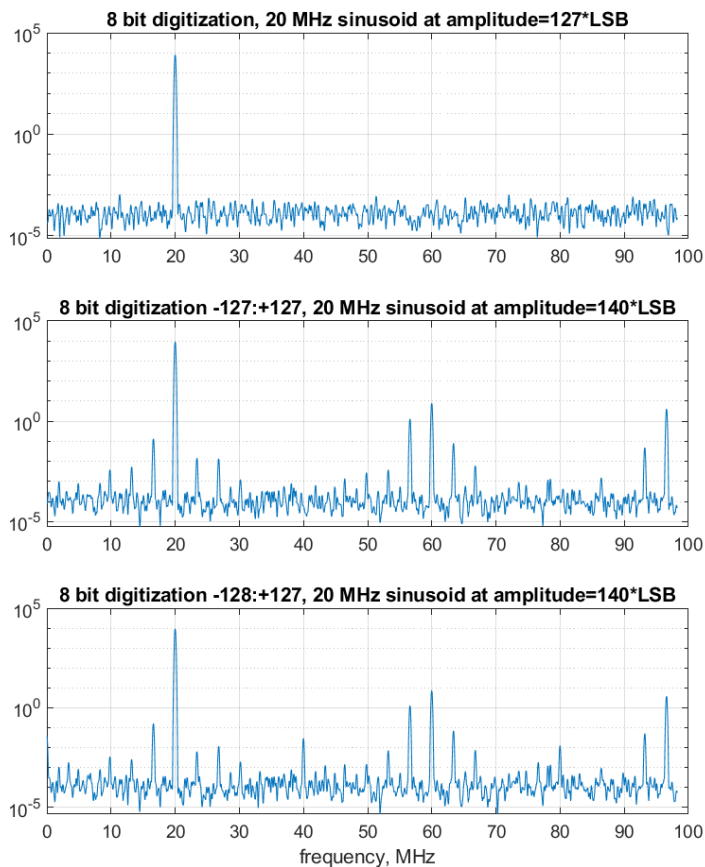 8 bit digitization, 20 MHz sinusoid at amplitude=127*LSB
10^5
10^0
10^-5
0 10 20 30 40 50 60 70 80 90 100
8 bit digitization -127:+127, 20 MHz sinusoid at amplitude=140*LSB
10^5
10^0
10^-5
0 10 20 30 40 50 60 70 80 90 100
8 bit digitization -128:+127, 20 MHz sinusoid at amplitude=140*LSB
10^5
10^0
10^-5
0 10 20 30 40 50 60 70 80 90 100
frequency, MHz